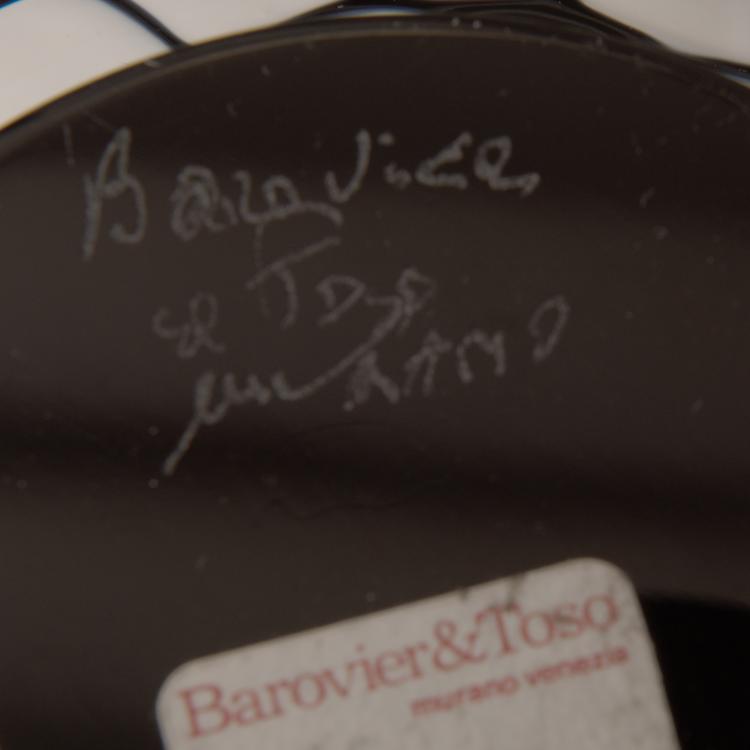 Barovier
& Toso
murano
Barovier&Toso
murano venezia